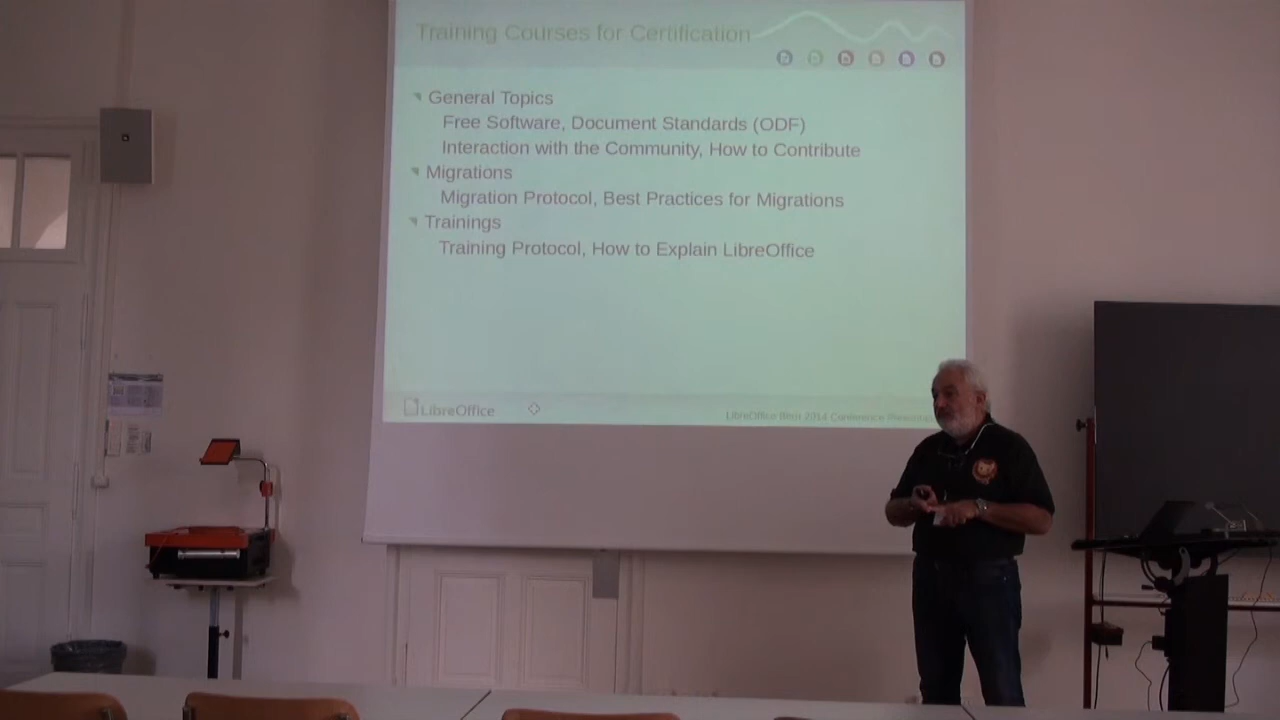 Training Courses for Certification
General Topics
Free Software, Document Standards (ODF)
Interaction with the Community, How to Contribute
Migrations
Migration Protocol, Best Practices for Migrations
Trainings
Training Protocol, How to Explain LibreOffice
LibreOffice
LibreOffice Bern 2014 Conference